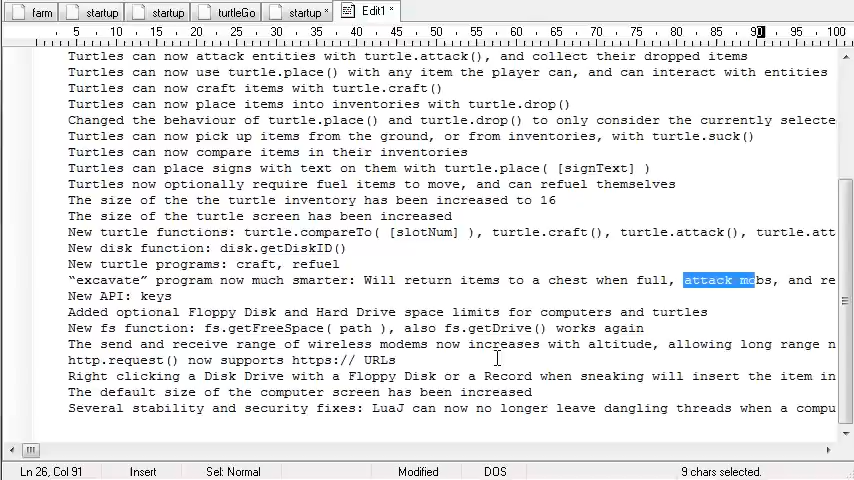 farm startup startup turtleGo startup * Edit1 *
5 10 15 20 25 30 35 40 45 50 55 60 65 70 75 80 85 90 95 100
Turtles can now attack entities with turtle.attack(), and collect their dropped items
Turtles can now use turtle.place() with any item the player can, and can interact with entities
Turtles can now craft items with turtle.craft()
Turtles can now place items into inventories with turtle.drop()
Changed the behaviour of turtle.place() and turtle.drop() to only consider the currently selecte
Turtles can now pick up items from the ground, or from inventories, with turtle.suck()
Turtles can now compare items in their inventories
Turtles can place signs with text on them with turtle.place( [signText] )
Turtles now optionally require fuel items to move, and can refuel themselves
The size of the the turtle inventory has been increased to 16
The size of the turtle screen has been increased
New turtle functions: turtle.compareTo( [slotNum] ), turtle.craft(), turtle.attack(), turtle.att
New disk function: disk.getDiskID()
New turtle programs: craft, refuel
“excavate” program now much smarter: Will return items to a chest when full, attack mobs, and re
New API: keys
Added optional Floppy Disk and Hard Drive space limits for computers and turtles
New fs function: fs.getFreeSpace( path ), also fs.getDrive() works again
The send and receive range of wireless modems now increases with altitude, allowing long range n
http.request() now supports https:// URLs
Right clicking a Disk Drive with a Floppy Disk or a Record when sneaking will insert the item in
The default size of the computer screen has been increased
Several stability and security fixes: LuaJ can now no longer leave dangling threads when a compu
Ln 26, Col 91 Insert Sel: Normal Modified DOS 9 chars selected.